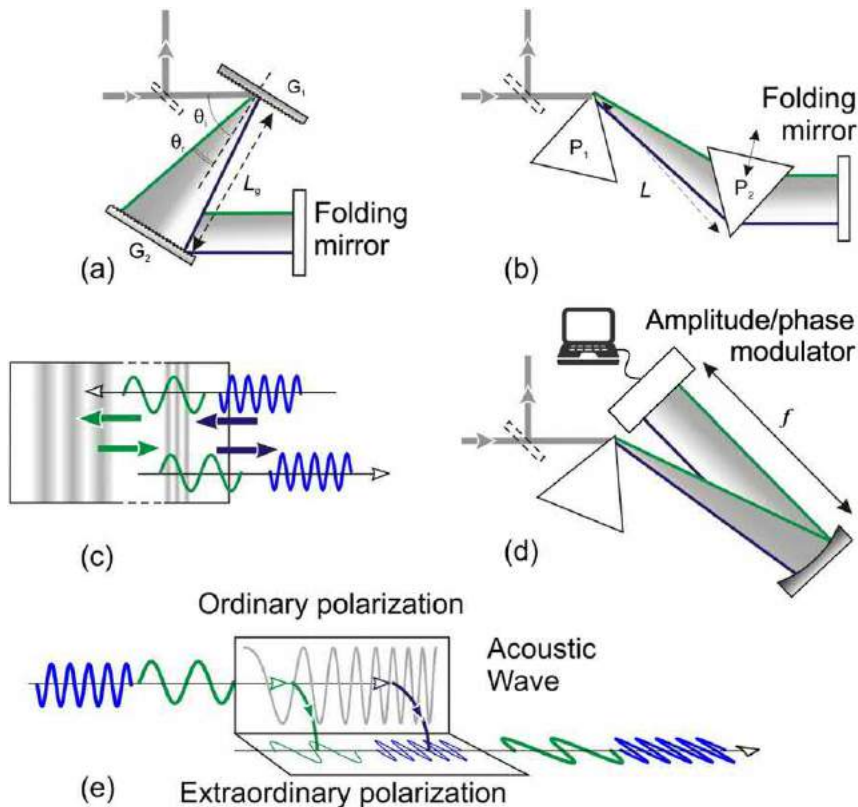 G₁
θᵢ
θᵣ
L_g
G₂
Folding
mirror
(a)
Folding
mirror
P₁
P₂
L
(b)
(c)
Amplitude/phase
modulator
f
(d)
Ordinary polarization
Acoustic
Wave
(e)
Extraordinary polarization